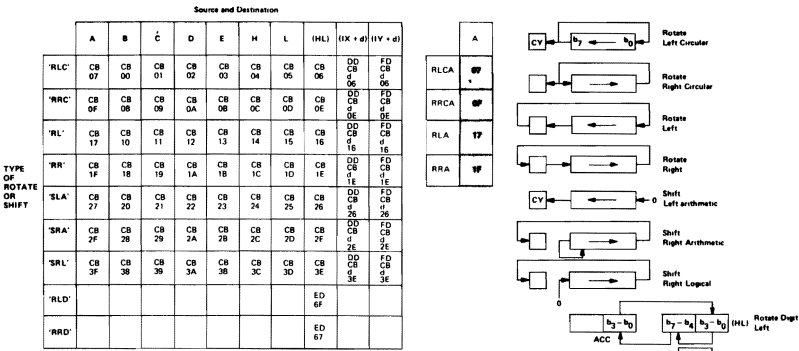 Source and Destination
A B C D E H L (HL) (IX + d) (IY + d)
'RLC' CB 07 CB 00 CB 01 CB 02 CB 03 CB 04 CB 05 CB 06 DD CB d 06 FD CB d 06
'RRC' CB 0F CB 08 CB 09 CB 0A CB 0B CB 0C CB 0D CB 0E DD CB d 0E FD CB d 0E
'RL' CB 17 CB 10 CB 11 CB 12 CB 13 CB 14 CB 15 CB 16 DD CB d 16 FD CB d 16
'RR' CB 1F CB 18 CB 19 CB 1A CB 1B CB 1C CB 1D CB 1E DD CB d 1E FD CB d 1E
'SLA' CB 27 CB 20 CB 21 CB 22 CB 23 CB 24 CB 25 CB 26 DD CB d 26 FD CB d 26
'SRA' CB 2F CB 28 CB 29 CB 2A CB 2B CB 2C CB 2D CB 2F DD CB d 2E FD CB d 2E
'SRL' CB 3F CB 38 CB 39 CB 3A CB 3B CB 3C CB 3D CB 3E DD CB d 3E FD CB d 3E
'RLD' ED 6F
'RRD' ED 67
TYPE
OF
ROTATE
OR
SHIFT
A
RLCA 07
RRCA 0F
RLA 17
RRA 1F
CY b7 b0 Rotate
Left Circular
Rotate
Right Circular
Rotate
Left
Rotate
Right
CY 0 Shift
Left arithmetic
Shift
Right Arithmetic
Shift
Right Logical
0
b3 – b0 b7 – b4 b3 – b0 (HL) Rotate Digit
Left
ACC